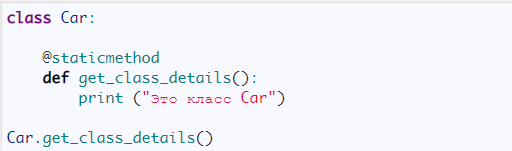 class Car:
@staticmethod
def get_class_details():
print ("Это класс Car")
Car.get_class_details()